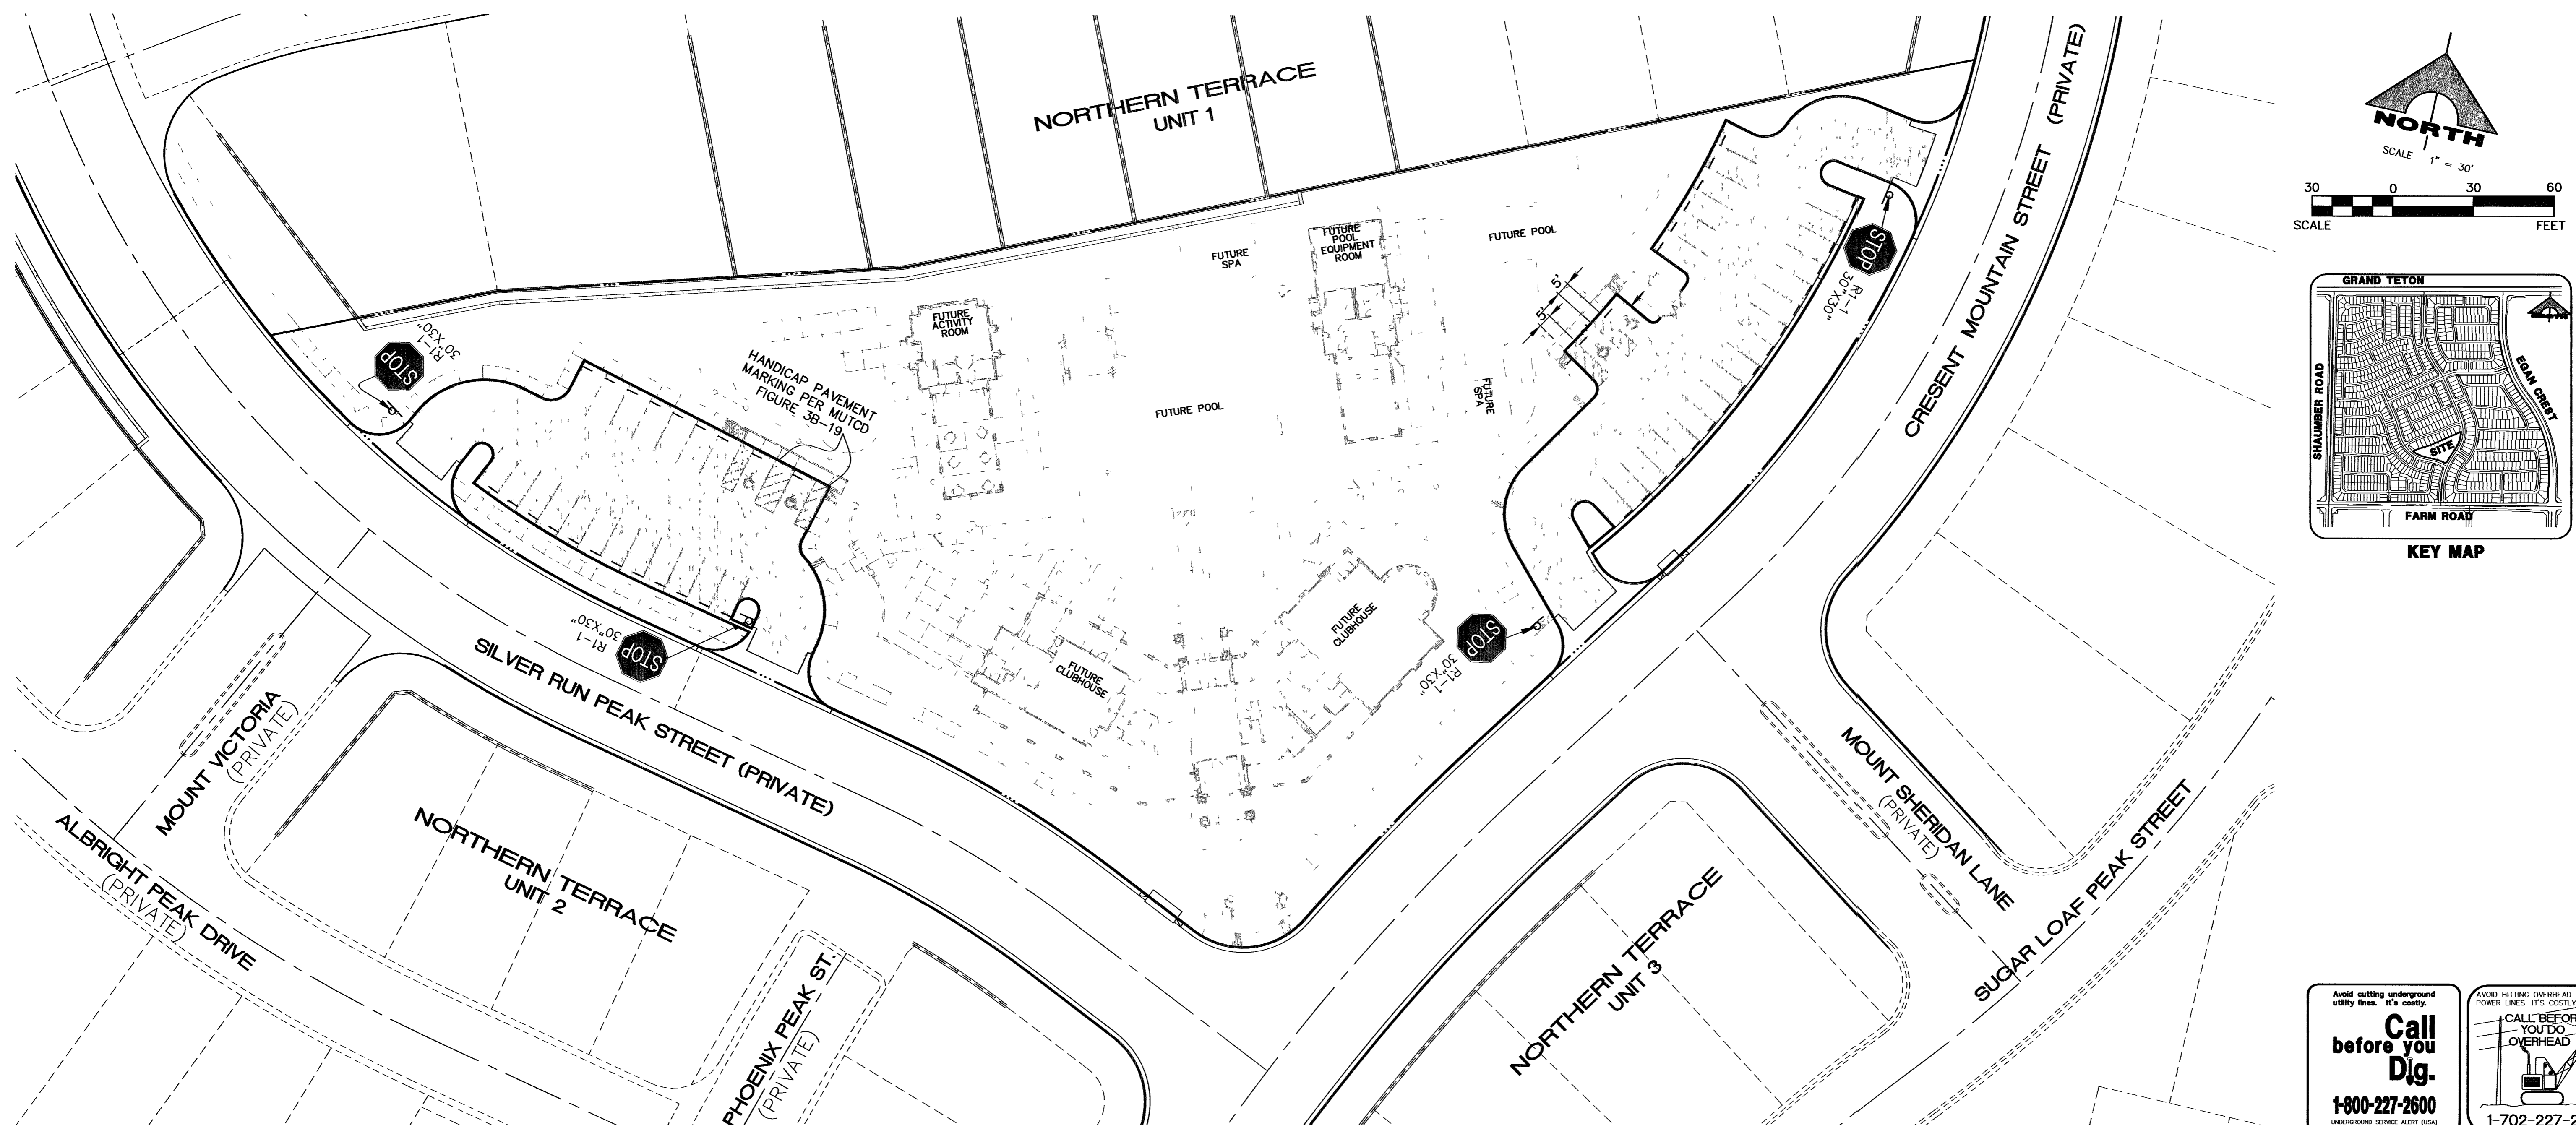 NORTHERN TERRACE
UNIT 1
CRESENT MOUNTAIN STREET (PRIVATE)
NORTH
SCALE 1" = 30'
30 0 30 60
SCALE FEET
GRAND TETON
SHAUMBER ROAD
EGAN CREST
SITE
FARM ROAD
KEY MAP
STOP
R1-1
30"X30"
STOP
R1-1
30"X30"
HANDICAP PAVEMENT
MARKING PER MUTCD
FIGURE 3B-19
FUTURE
ACTIVITY
ROOM
FUTURE
SPA
FUTURE
POOL
EQUIPMENT
ROOM
FUTURE POOL
5'
5'
FUTURE POOL
FUTURE
SPA
STOP
R1-1
30"X30"
FUTURE
CLUBHOUSE
FUTURE
CLUBHOUSE
STOP
R1-1
30"X30"
SILVER RUN PEAK STREET (PRIVATE)
MOUNT VICTORIA
(PRIVATE)
ALBRIGHT PEAK DRIVE
(PRIVATE)
NORTHERN TERRACE
UNIT 2
PHOENIX PEAK ST.
(PRIVATE)
NORTHERN TERRACE
UNIT 3
MOUNT SHERIDAN LANE
(PRIVATE)
SUGAR LOAF PEAK STREET
Avoid cutting underground
utility lines. It's costly.
Call
before you
Dig.
1-800-227-2600
UNDERGROUND SERVICE ALERT (USA)
AVOID HITTING OVERHEAD
POWER LINES IT'S COSTLY
CALL BEFOR
YOU DO
OVERHEAD
1-702-227-2